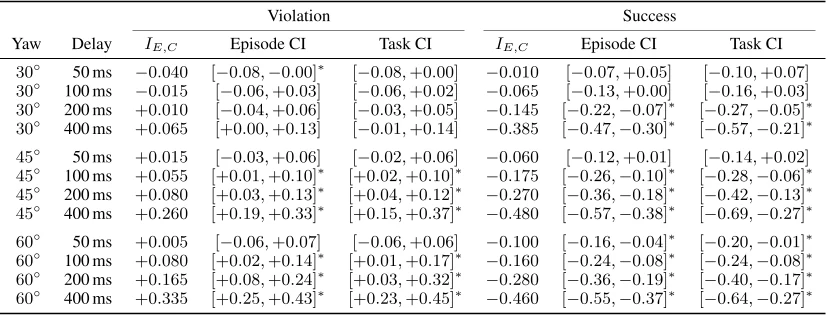 Violation Success
Yaw Delay I_{E,C} Episode CI Task CI I_{E,C} Episode CI Task CI
30° 50 ms −0.040 [−0.08, −0.00]* [−0.08, +0.00] −0.010 [−0.07, +0.05] [−0.10, +0.07]
30° 100 ms −0.015 [−0.06, +0.03] [−0.06, +0.02] −0.065 [−0.13, +0.00] [−0.16, +0.03]
30° 200 ms +0.010 [−0.04, +0.06] [−0.03, +0.05] −0.145 [−0.22, −0.07]* [−0.27, −0.05]*
30° 400 ms +0.065 [+0.00, +0.13] [−0.01, +0.14] −0.385 [−0.47, −0.30]* [−0.57, −0.21]*
45° 50 ms +0.015 [−0.03, +0.06] [−0.02, +0.06] −0.060 [−0.12, +0.01] [−0.14, +0.02]
45° 100 ms +0.055 [+0.01, +0.10]* [+0.02, +0.10]* −0.175 [−0.26, −0.10]* [−0.28, −0.06]*
45° 200 ms +0.080 [+0.03, +0.13]* [+0.04, +0.12]* −0.270 [−0.36, −0.18]* [−0.42, −0.13]*
45° 400 ms +0.260 [+0.19, +0.33]* [+0.15, +0.37]* −0.480 [−0.57, −0.38]* [−0.69, −0.27]*
60° 50 ms +0.005 [−0.06, +0.07] [−0.06, +0.06] −0.100 [−0.16, −0.04]* [−0.20, −0.01]*
60° 100 ms +0.080 [+0.02, +0.14]* [+0.01, +0.17]* −0.160 [−0.24, −0.08]* [−0.24, −0.08]*
60° 200 ms +0.165 [+0.08, +0.24]* [+0.03, +0.32]* −0.280 [−0.36, −0.19]* [−0.40, −0.17]*
60° 400 ms +0.335 [+0.25, +0.43]* [+0.23, +0.45]* −0.460 [−0.55, −0.37]* [−0.64, −0.27]*